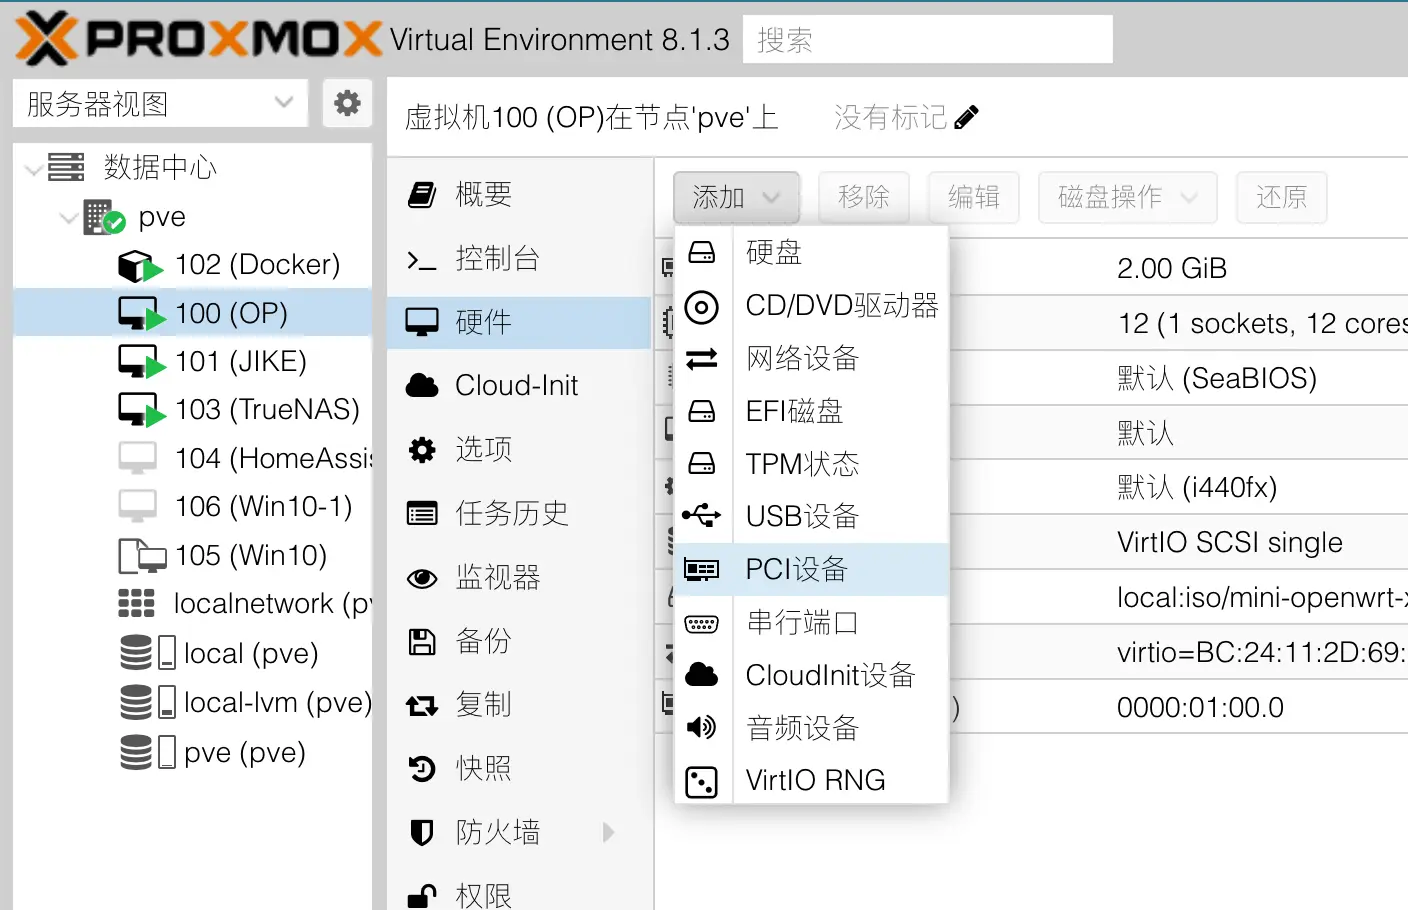 PROXMOX Virtual Environment 8.1.3 搜索
服务器视图
虚拟机100 (OP)在节点'pve'上 没有标记
数据中心
pve
102 (Docker)
100 (OP)
101 (JIKE)
103 (TrueNAS)
104 (HomeAssis
106 (Win10-1)
105 (Win10)
localnetwork (pv
local (pve)
local-lvm (pve)
pve (pve)
概要
控制台
硬件
Cloud-Init
选项
任务历史
监视器
备份
复制
快照
防火墙
权限
添加 移除 编辑 磁盘操作 还原
硬盘
CD/DVD驱动器
网络设备
EFI磁盘
TPM状态
USB设备
PCI设备
串行端口
CloudInit设备
音频设备
VirtIO RNG
2.00 GiB
12 (1 sockets, 12 cores
默认 (SeaBIOS)
默认
默认 (i440fx)
VirtIO SCSI single
local:iso/mini-openwrt-x
virtio=BC:24:11:2D:69:
)
0000:01:00.0